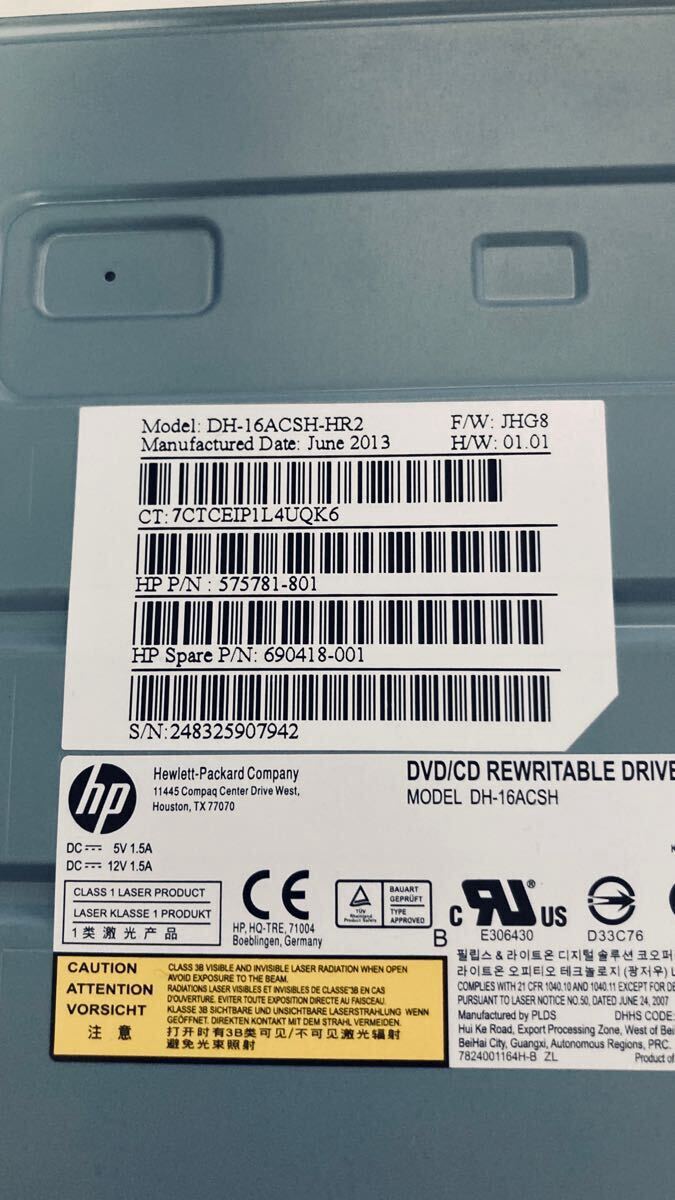 Model: DH-16ACSH-HR2 F/W: JHG8
Manufactured Date: June 2013 H/W: 01.01
CT: 7CTCEIP1L4UQK6
HP P/N : 575781-801
HP Spare P/N: 690418-001
S/N:248325907942
hp
Hewlett-Packard Company
11445 Compaq Center Drive West,
Houston, TX 77070
DVD/CD REWRITABLE DRIVE
MODEL DH-16ACSH
DC 5V 1.5A
DC 12V 1.5A
CLASS 1 LASER PRODUCT
LASER KLASSE 1 PRODUKT
1 类 激 光 产 品
CE
HP, HQ-TRE, 71004
Boeblingen, Germany
TÜV
Rheinland
Product Safety
BAUART
GEPRÜFT
TYPE
APPROVED
B
c RU ® US
E306430
D33C76
필립스 & 라이트온 디지털 솔루션 코오퍼
라이트온 오피티오 테크놀로지 (광저우)
COMPLIES WITH 21 CFR 1040.10 AND 1040.11 EXCEPT FOR DE
PURSUANT TO LASER NOTICE NO.50, DATED JUNE 24, 2007
Manufactured by PLDS DHHS CODE:
Hui Ke Road, Export Processing Zone, West of Bei
BeiHai City, Guangxi, Autonomous Regions, PRC.
7824001164H-B ZL Product of
CAUTION
ATTENTION
VORSICHT
注 意
CLASS 3B VISIBLE AND INVISIBLE LASER RADIATION WHEN OPEN
AVOID EXPOSURE TO THE BEAM.
RADIATIONS LASER VISIBLES ET INVISIBLES DE CLASSE"3B EN CAS
D'OUVERTURE. EVITER TOUTE EXPOSITION DIRECTE AU FAISCEAU.
KLASSE 3B SICHTBARE UND UNSICHTBARE LASERSTRAHLUNG WENN
GEÖFFNET. DIREKTEN KONTAKT MIT DEM STRAHL VERMEIDEN.
打开时有3B类可见/不可见激光辐射
避免光束照射